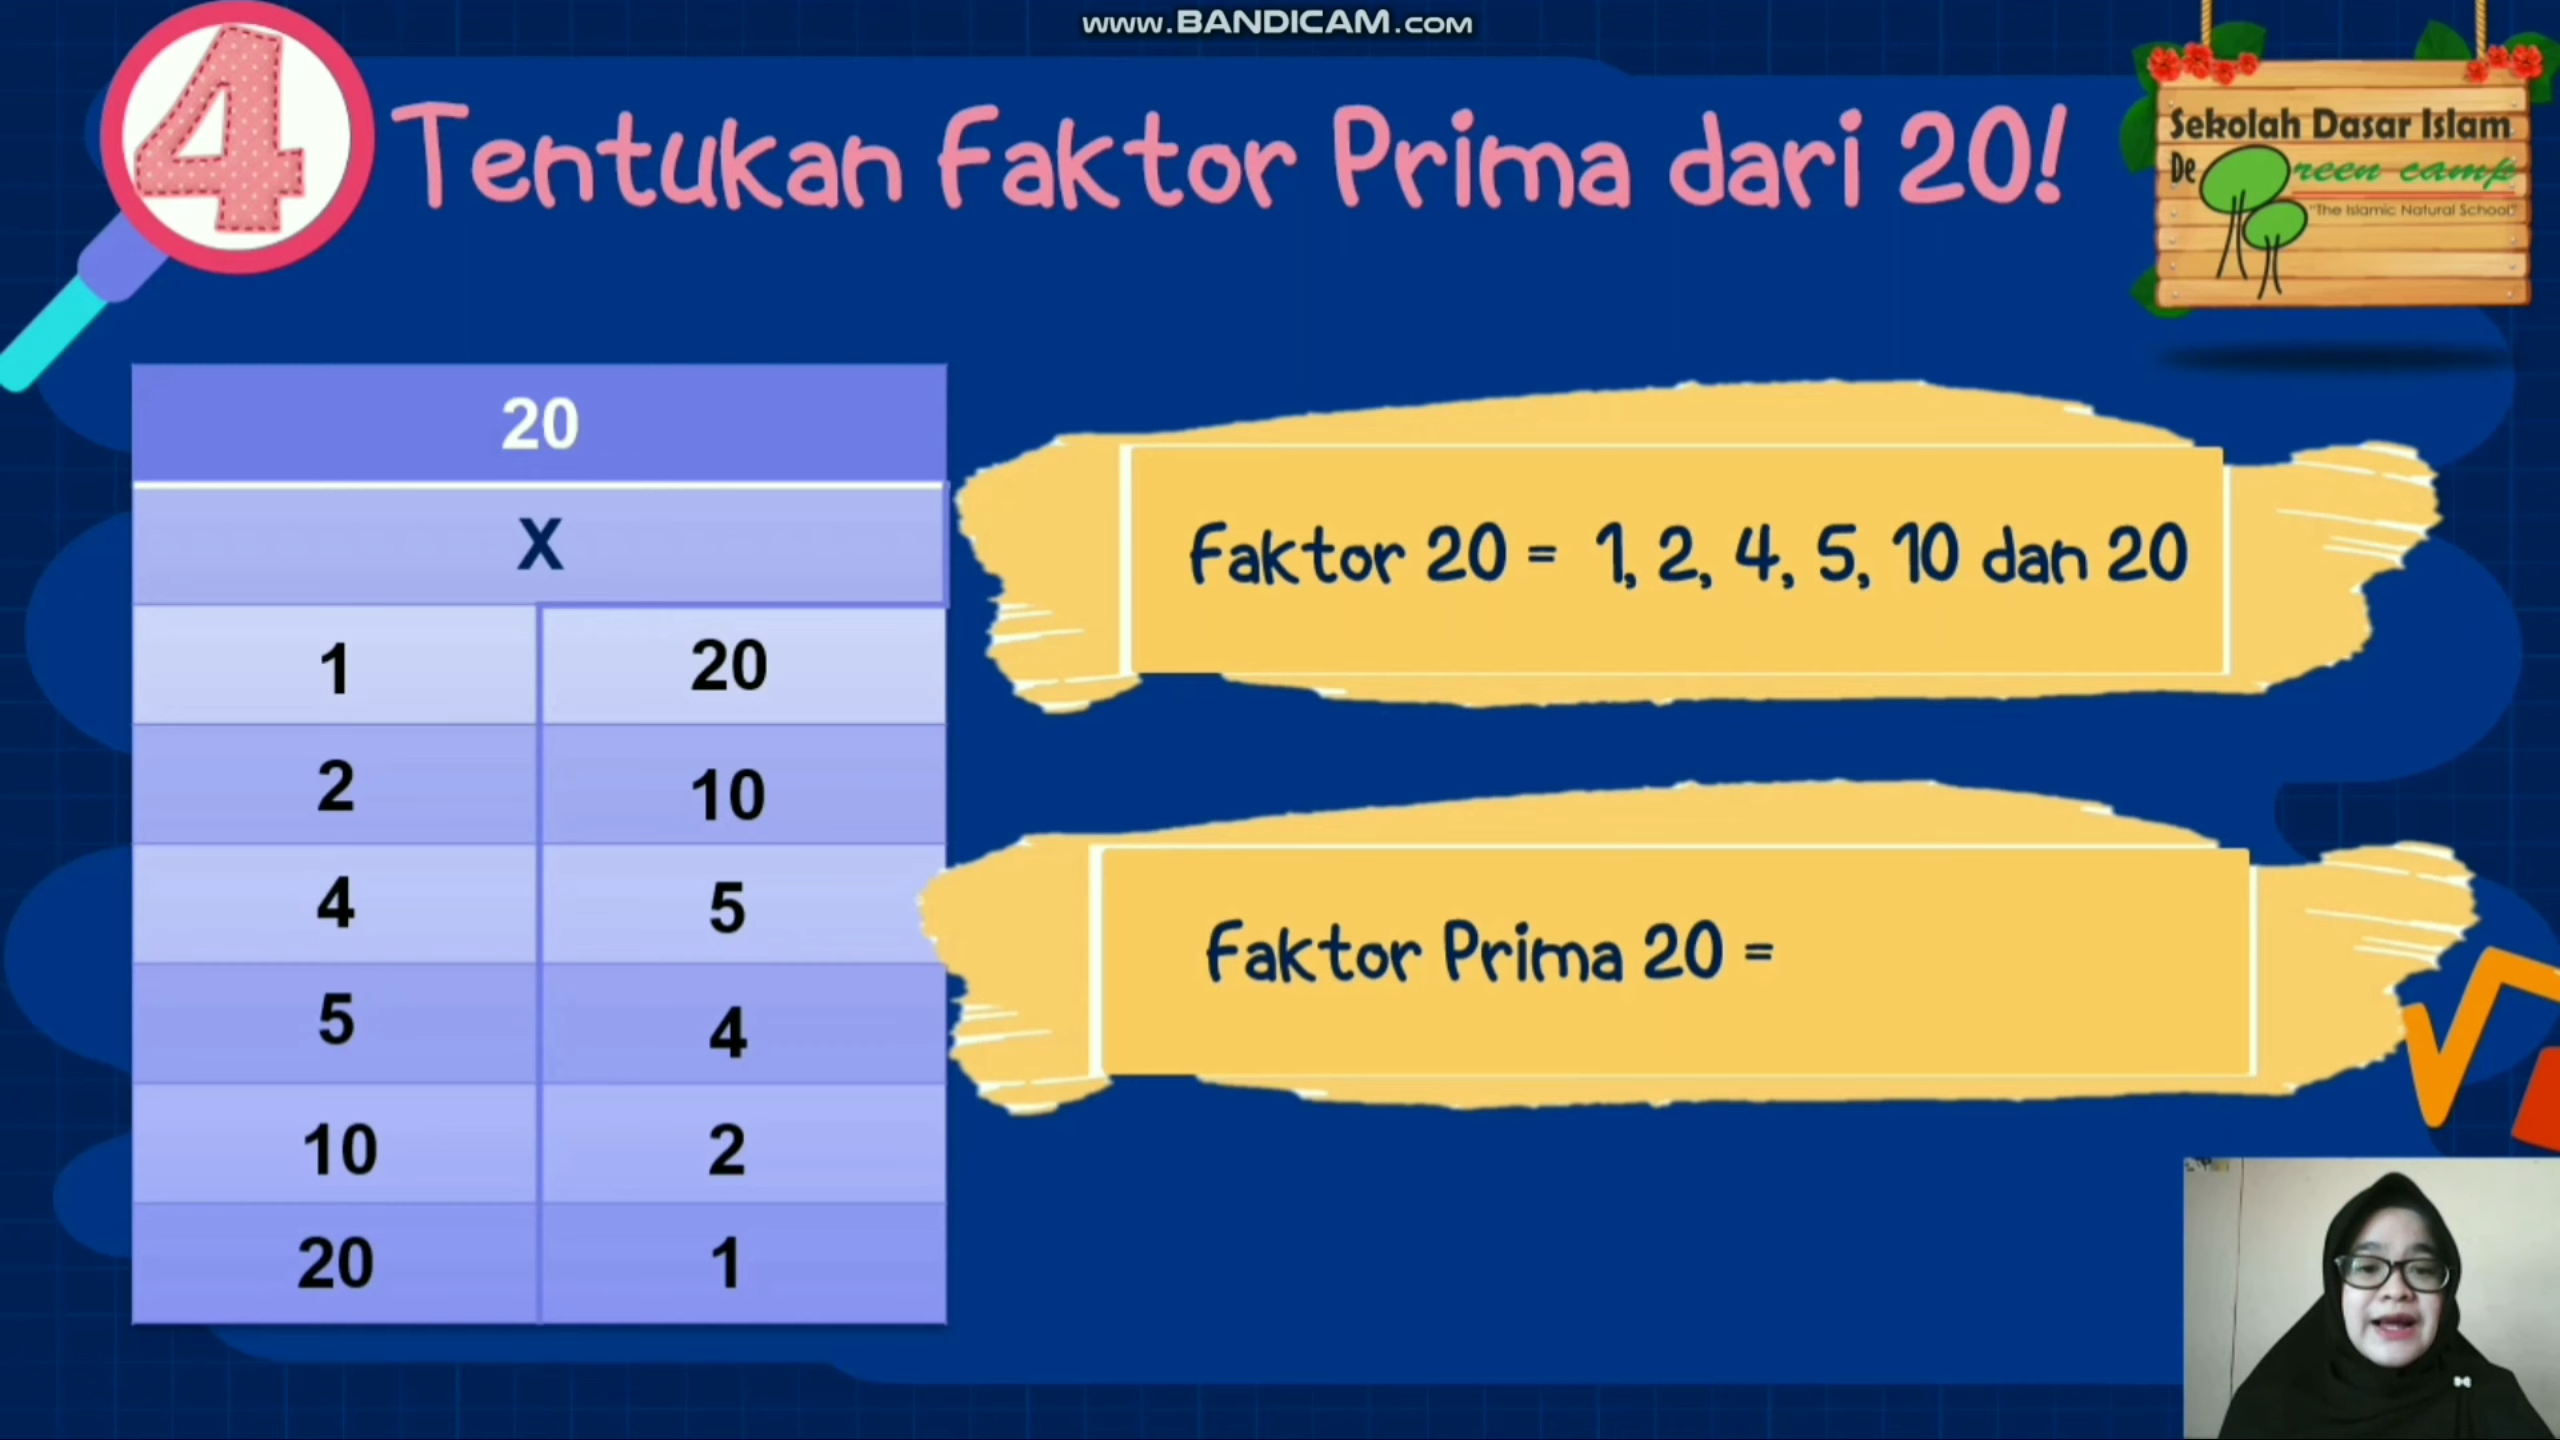 www.BANDICAM.com
4
Tentukan Faktor Prima dari 20!
Sekolah Dasar Islam
De Green camp
"The Islamic Natural School"
20
X
1 20
2 10
4 5
5 4
10 2
20 1
Faktor 20 = 1, 2, 4, 5, 10 dan 20
Faktor Prima 20 =